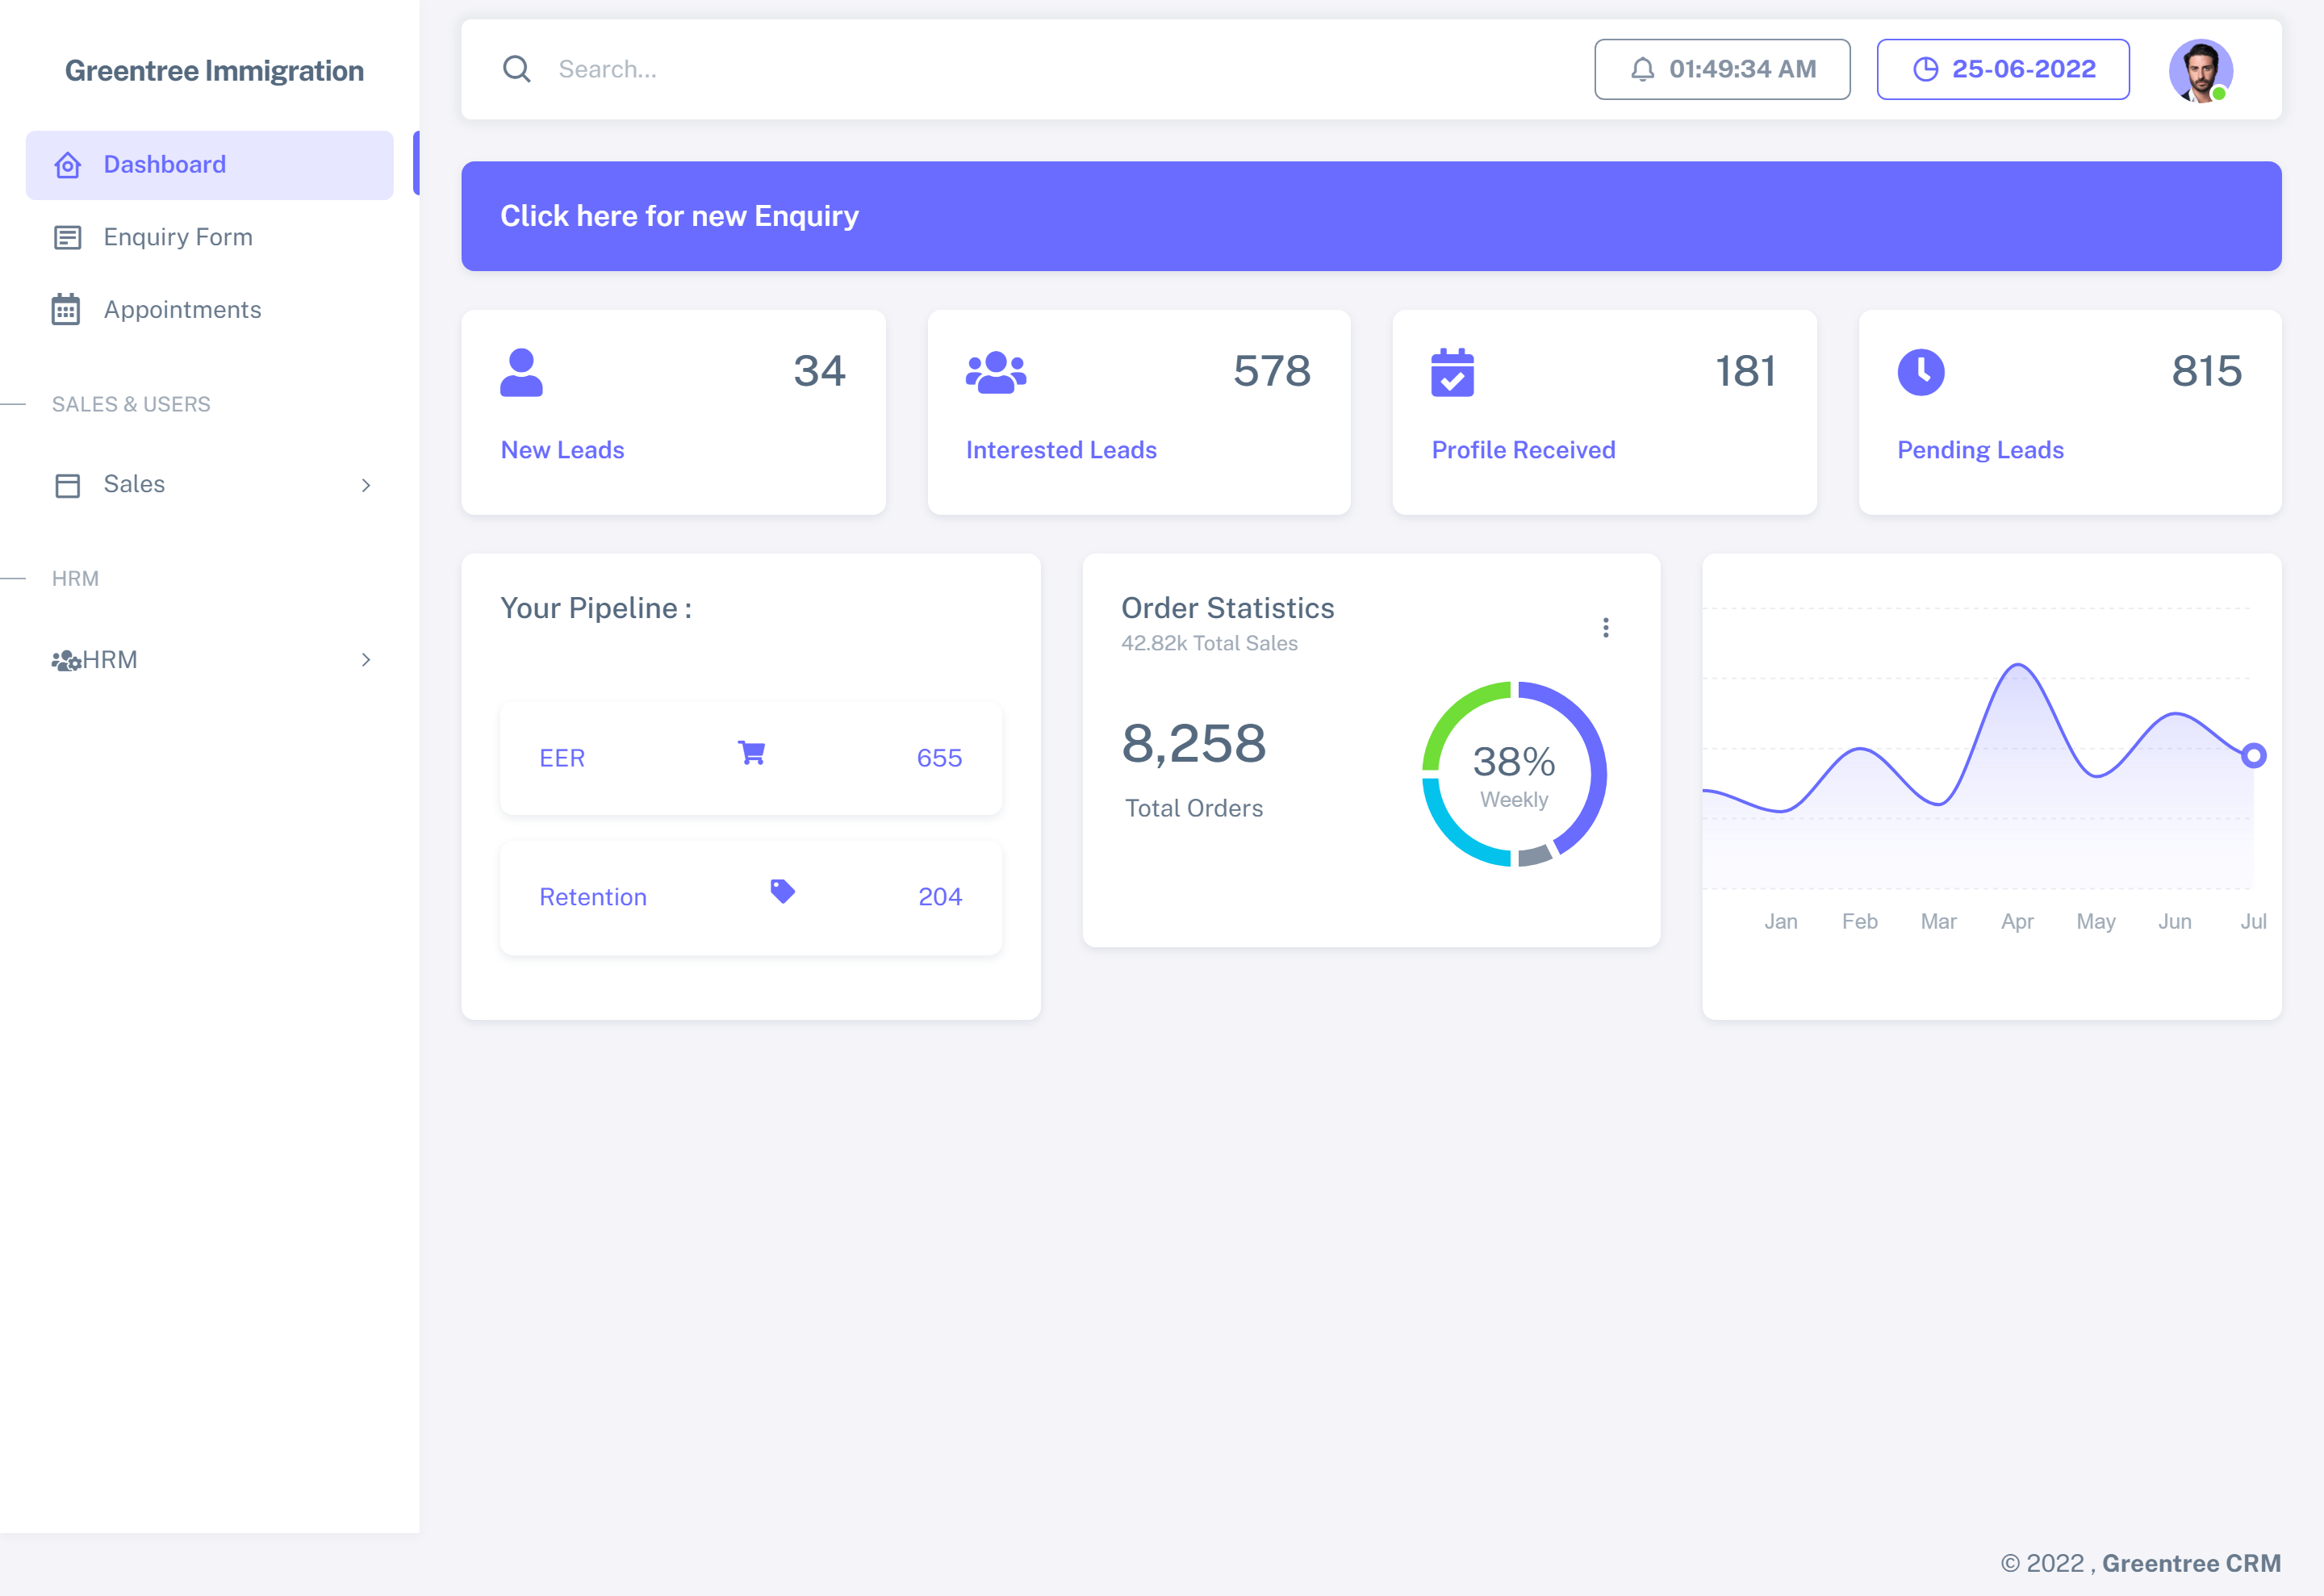 Greentree Immigration
Dashboard
Enquiry Form
Appointments
SALES & USERS
Sales
HRM
HRM
Search...
01:49:34 AM
25-06-2022
Click here for new Enquiry
34
New Leads
578
Interested Leads
181
Profile Received
815
Pending Leads
Your Pipeline :
EER 655
Retention 204
Order Statistics
42.82k Total Sales
8,258
Total Orders
38%
Weekly
Jan Feb Mar Apr May Jun Jul
© 2022 , Greentree CRM